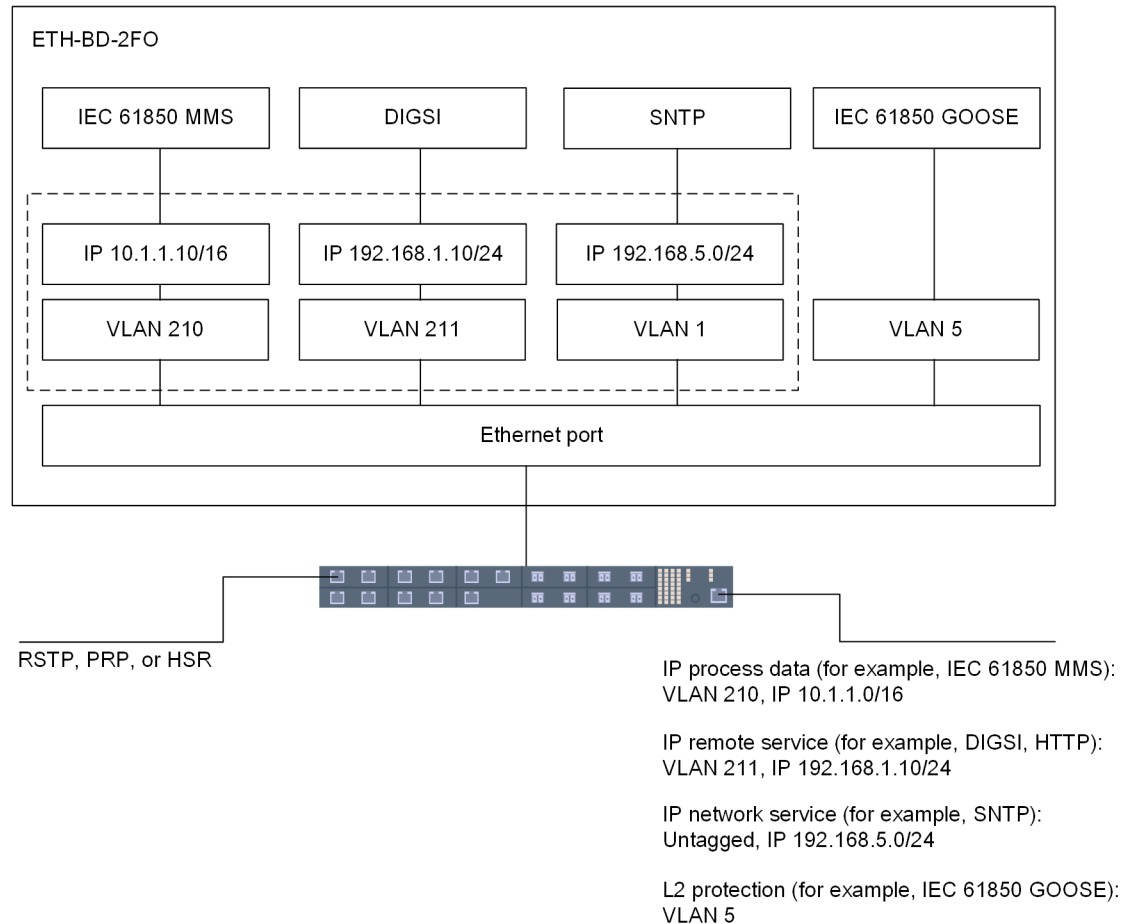 ETH-BD-2FO
IEC 61850 MMS
DIGSI
SNTP
IEC 61850 GOOSE
IP 10.1.1.10/16
IP 192.168.1.10/24
IP 192.168.5.0/24
VLAN 210
VLAN 211
VLAN 1
VLAN 5
Ethernet port
RSTP, PRP, or HSR
IP process data (for example, IEC 61850 MMS):
VLAN 210, IP 10.1.1.0/16
IP remote service (for example, DIGSI, HTTP):
VLAN 211, IP 192.168.1.10/24
IP network service (for example, SNTP):
Untagged, IP 192.168.5.0/24
L2 protection (for example, IEC 61850 GOOSE):
VLAN 5